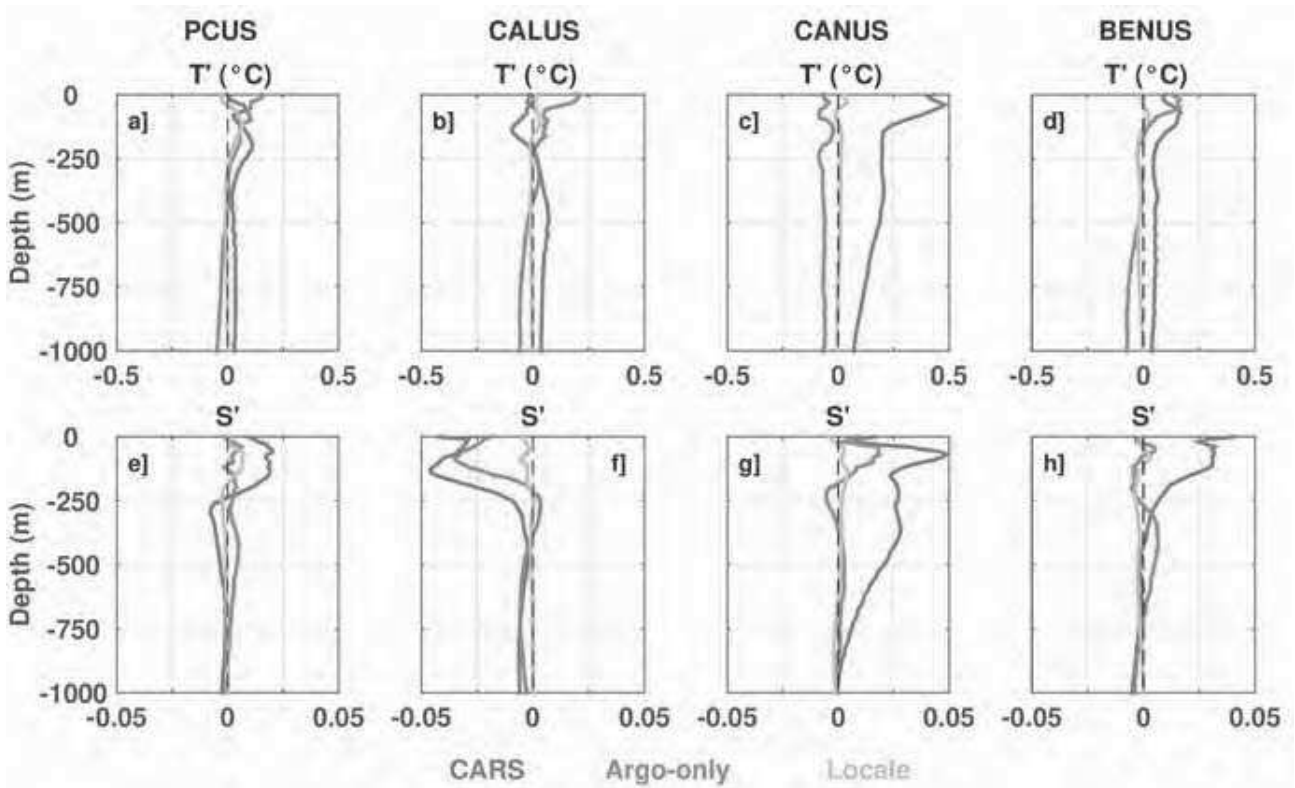 PCUS CALUS CANUS BENUS
T' (°C) T' (°C) T' (°C) T' (°C)
0
a] b] c] d]
-250
Depth (m)
-500
-750
-1000
-0.5 0 0.5 -0.5 0 0.5 -0.5 0 0.5 -0.5 0 0.5
S' S' S' S'
0
e] f] g] h]
-250
Depth (m)
-500
-750
-1000
-0.05 0 0.05 -0.05 0 0.05 -0.05 0 0.05 -0.05 0 0.05
CARS Argo-only Locale